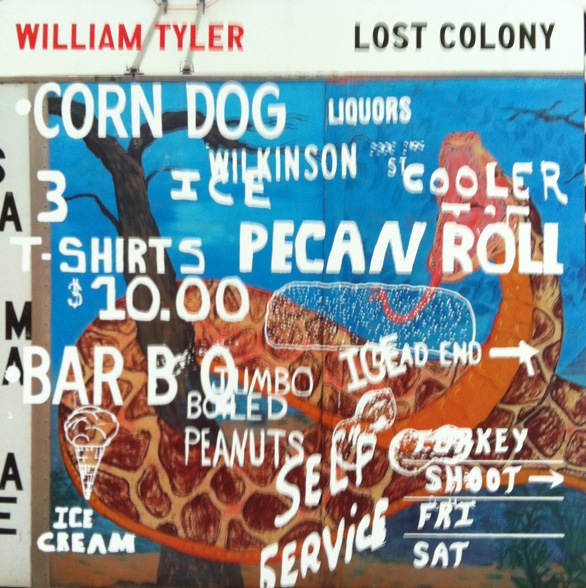 WILLIAM TYLER
LOST COLONY
CORN DOG
LIQUORS
WILKINSON
ST
3
ICE
COOLER
T-SHIRTS
PECAN ROLL
$10.00
ICE
DEAD END
BAR B Q
JUMBO
BOILED
PEANUTS
SELF
SERVICE
TURKEY
SHOOT
FRI
SAT
ICE
CREAM
S
A
M
A
A
E